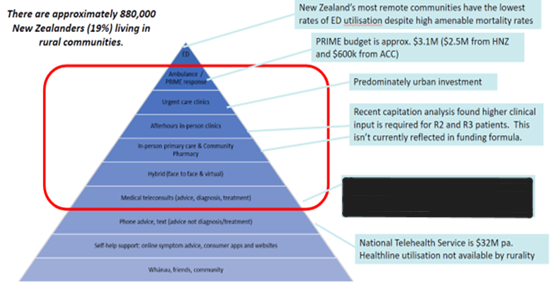 There are approximately 880,000
New Zealanders (19%) living in
rural communities.
New Zealand's most remote communities have the lowest
rates of ED utilisation despite high amenable mortality rates
PRIME budget is approx. $3.1M ($2.5M from HNZ
and $600k from ACC)
Predominately urban investment
Recent capitation analysis found higher clinical
input is required for R2 and R3 patients. This
isn't currently reflected in funding formula.
National Telehealth Service is $32M pa.
Healthline utilisation not available by rurality
ED
Ambulance /
PRIME response
Urgent care clinics
Afterhours in-person clinics
In-person primary care & Community
Pharmacy
Hybrid (face to face & virtual)
Medical teleconsults (advice, diagnosis, treatment)
Phone advice, text (advice not diagnosis/treatment)
Self-help support: online symptom advice, consumer apps and websites
Whānau, friends, community